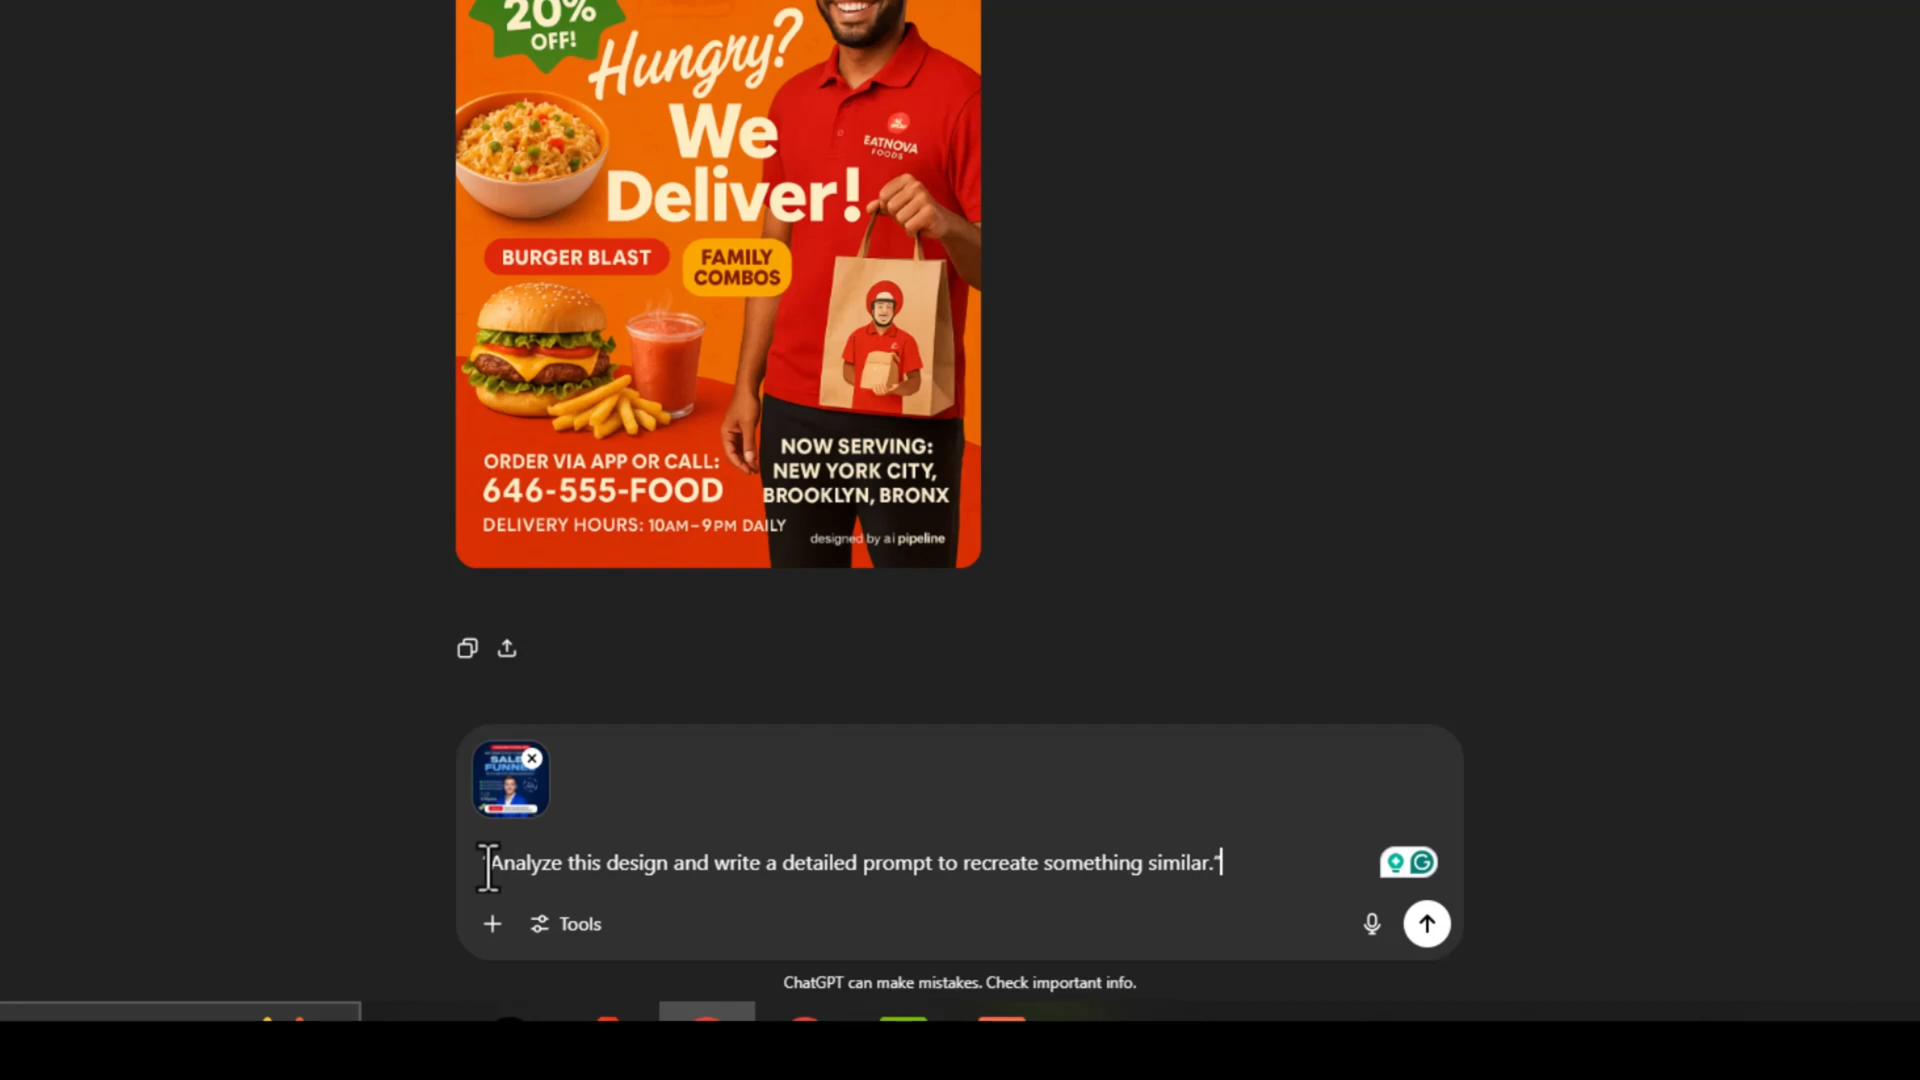 20%
OFF!
Hungry?
We
Deliver!
EATNOVA
FOODS
BURGER BLAST
FAMILY
COMBOS
ORDER VIA APP OR CALL:
646-555-FOOD
DELIVERY HOURS: 10AM–9PM DAILY
NOW SERVING:
NEW YORK CITY,
BROOKLYN, BRONX
designed by ai pipeline
SALE
FUNNE
"Analyze this design and write a detailed prompt to recreate something similar."
Tools
ChatGPT can make mistakes. Check important info.